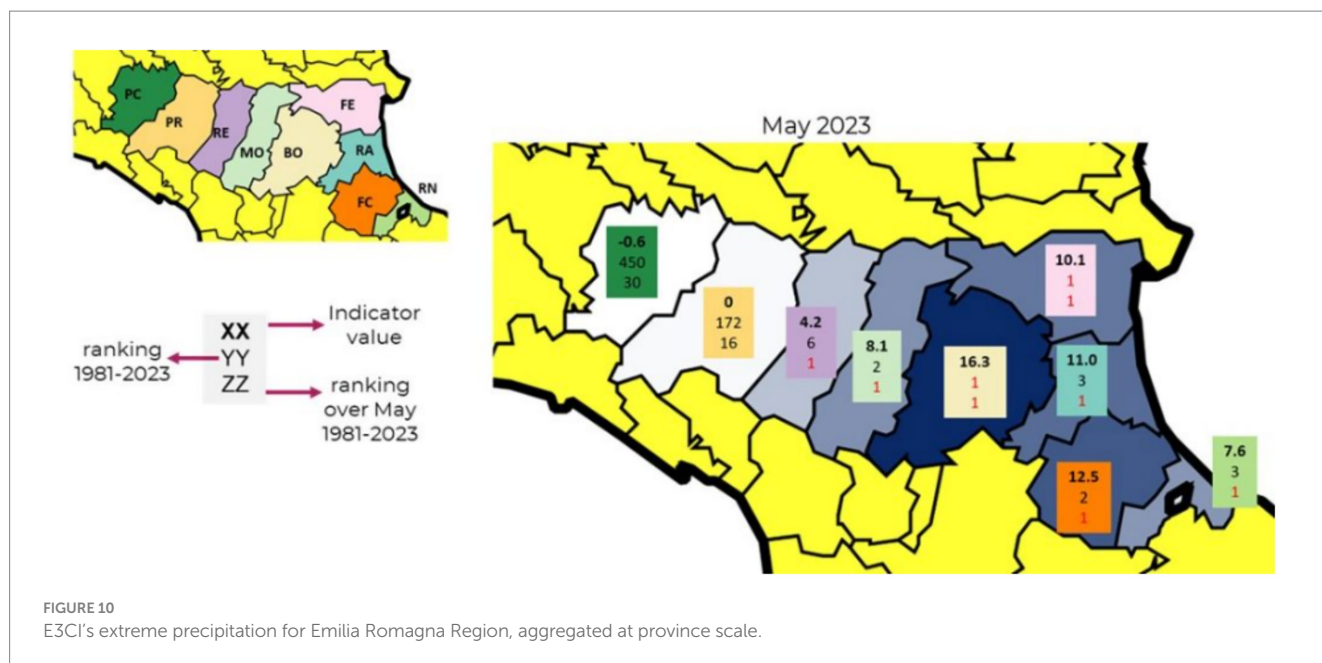 PC
PR
RE
MO
BO
FE
RA
FC
RN
XX
YY
ZZ
Indicator
value
ranking
1981-2023
ranking
over May
1981-2023
May 2023
-0.6
450
30
0
172
16
4.2
6
1
8.1
2
1
16.3
1
1
10.1
1
1
11.0
3
1
12.5
2
1
7.6
3
1
FIGURE 10
E3CI's extreme precipitation for Emilia Romagna Region, aggregated at province scale.